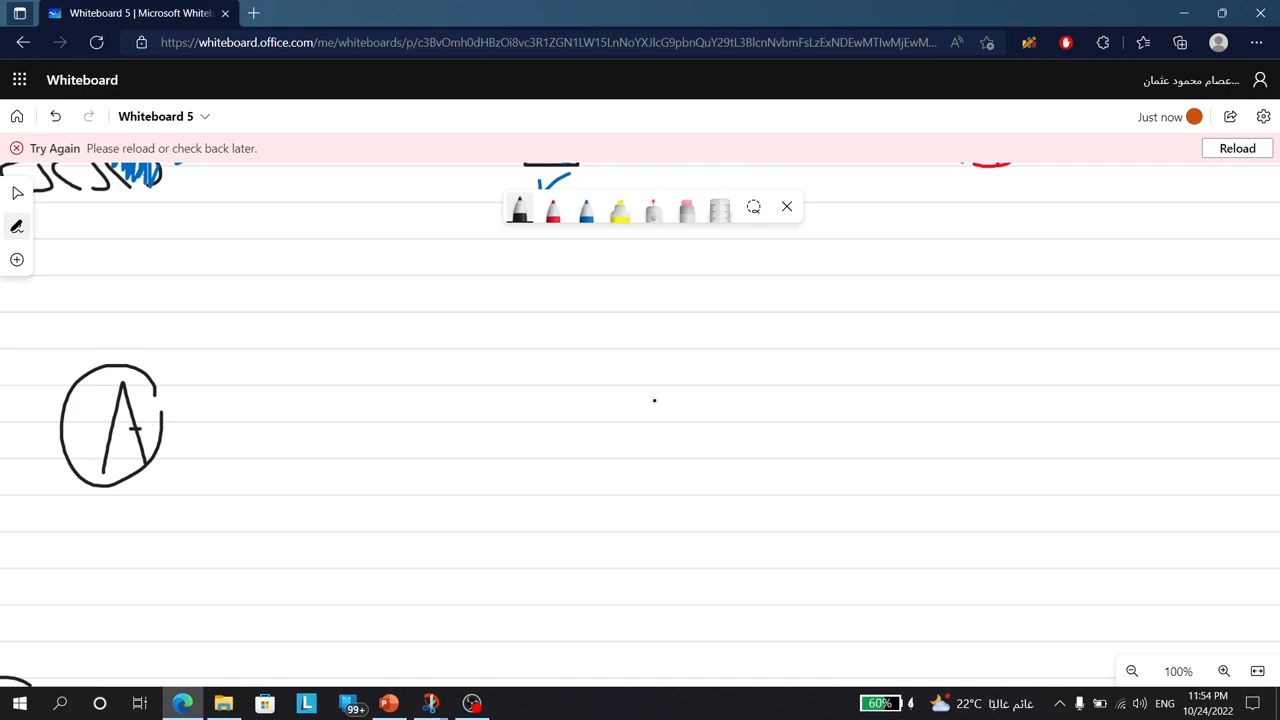 Whiteboard 5 | Microsoft Whiteb
https://whiteboard.office.com/me/whiteboards/p/c3BvOmh0dHBzOi8vc3R1ZGN1LW15LnNoYXJlcG9pbnQuY29tL3BlcnNvbmFsLzExNDEwMTIwMjEwM...
Whiteboard
عصام محمود عثمان...
Whiteboard 5
Just now
Try Again Please reload or check back later.
Reload
A
100%
L
99+
P
60%
22°C غائم غالبًا
ENG
11:54 PM
10/24/2022